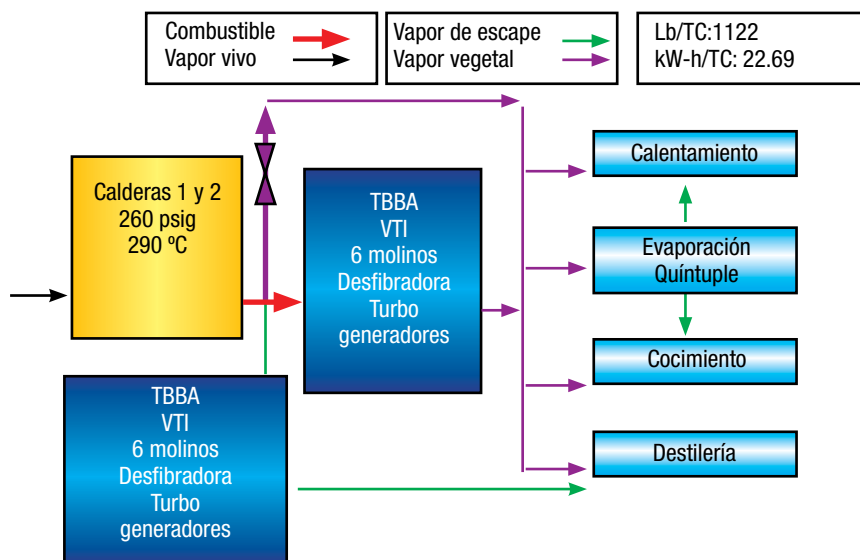 Combustible
Vapor vivo
Vapor de escape
Vapor vegetal
Lb/TC:1122
kW-h/TC: 22.69
Calderas 1 y 2
260 psig
290 ºC
TBBA
VTI
6 molinos
Desfibradora
Turbo
generadores
Calentamiento
Evaporación
Quíntuple
Cocimiento
Destilería
TBBA
VTI
6 molinos
Desfibradora
Turbo
generadores